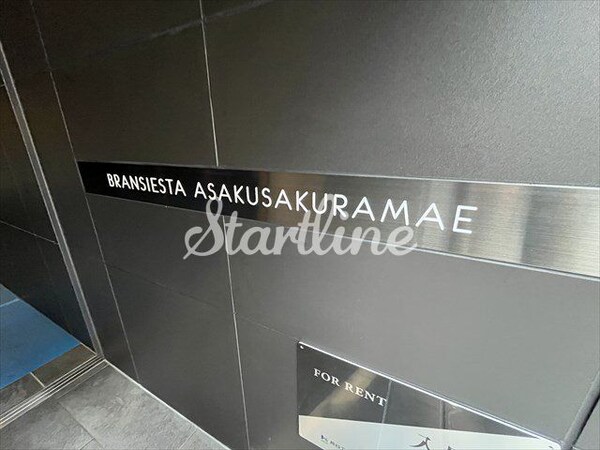 BRANSIESTA ASAKUSAKURAMAE
Startline
FOR RENT